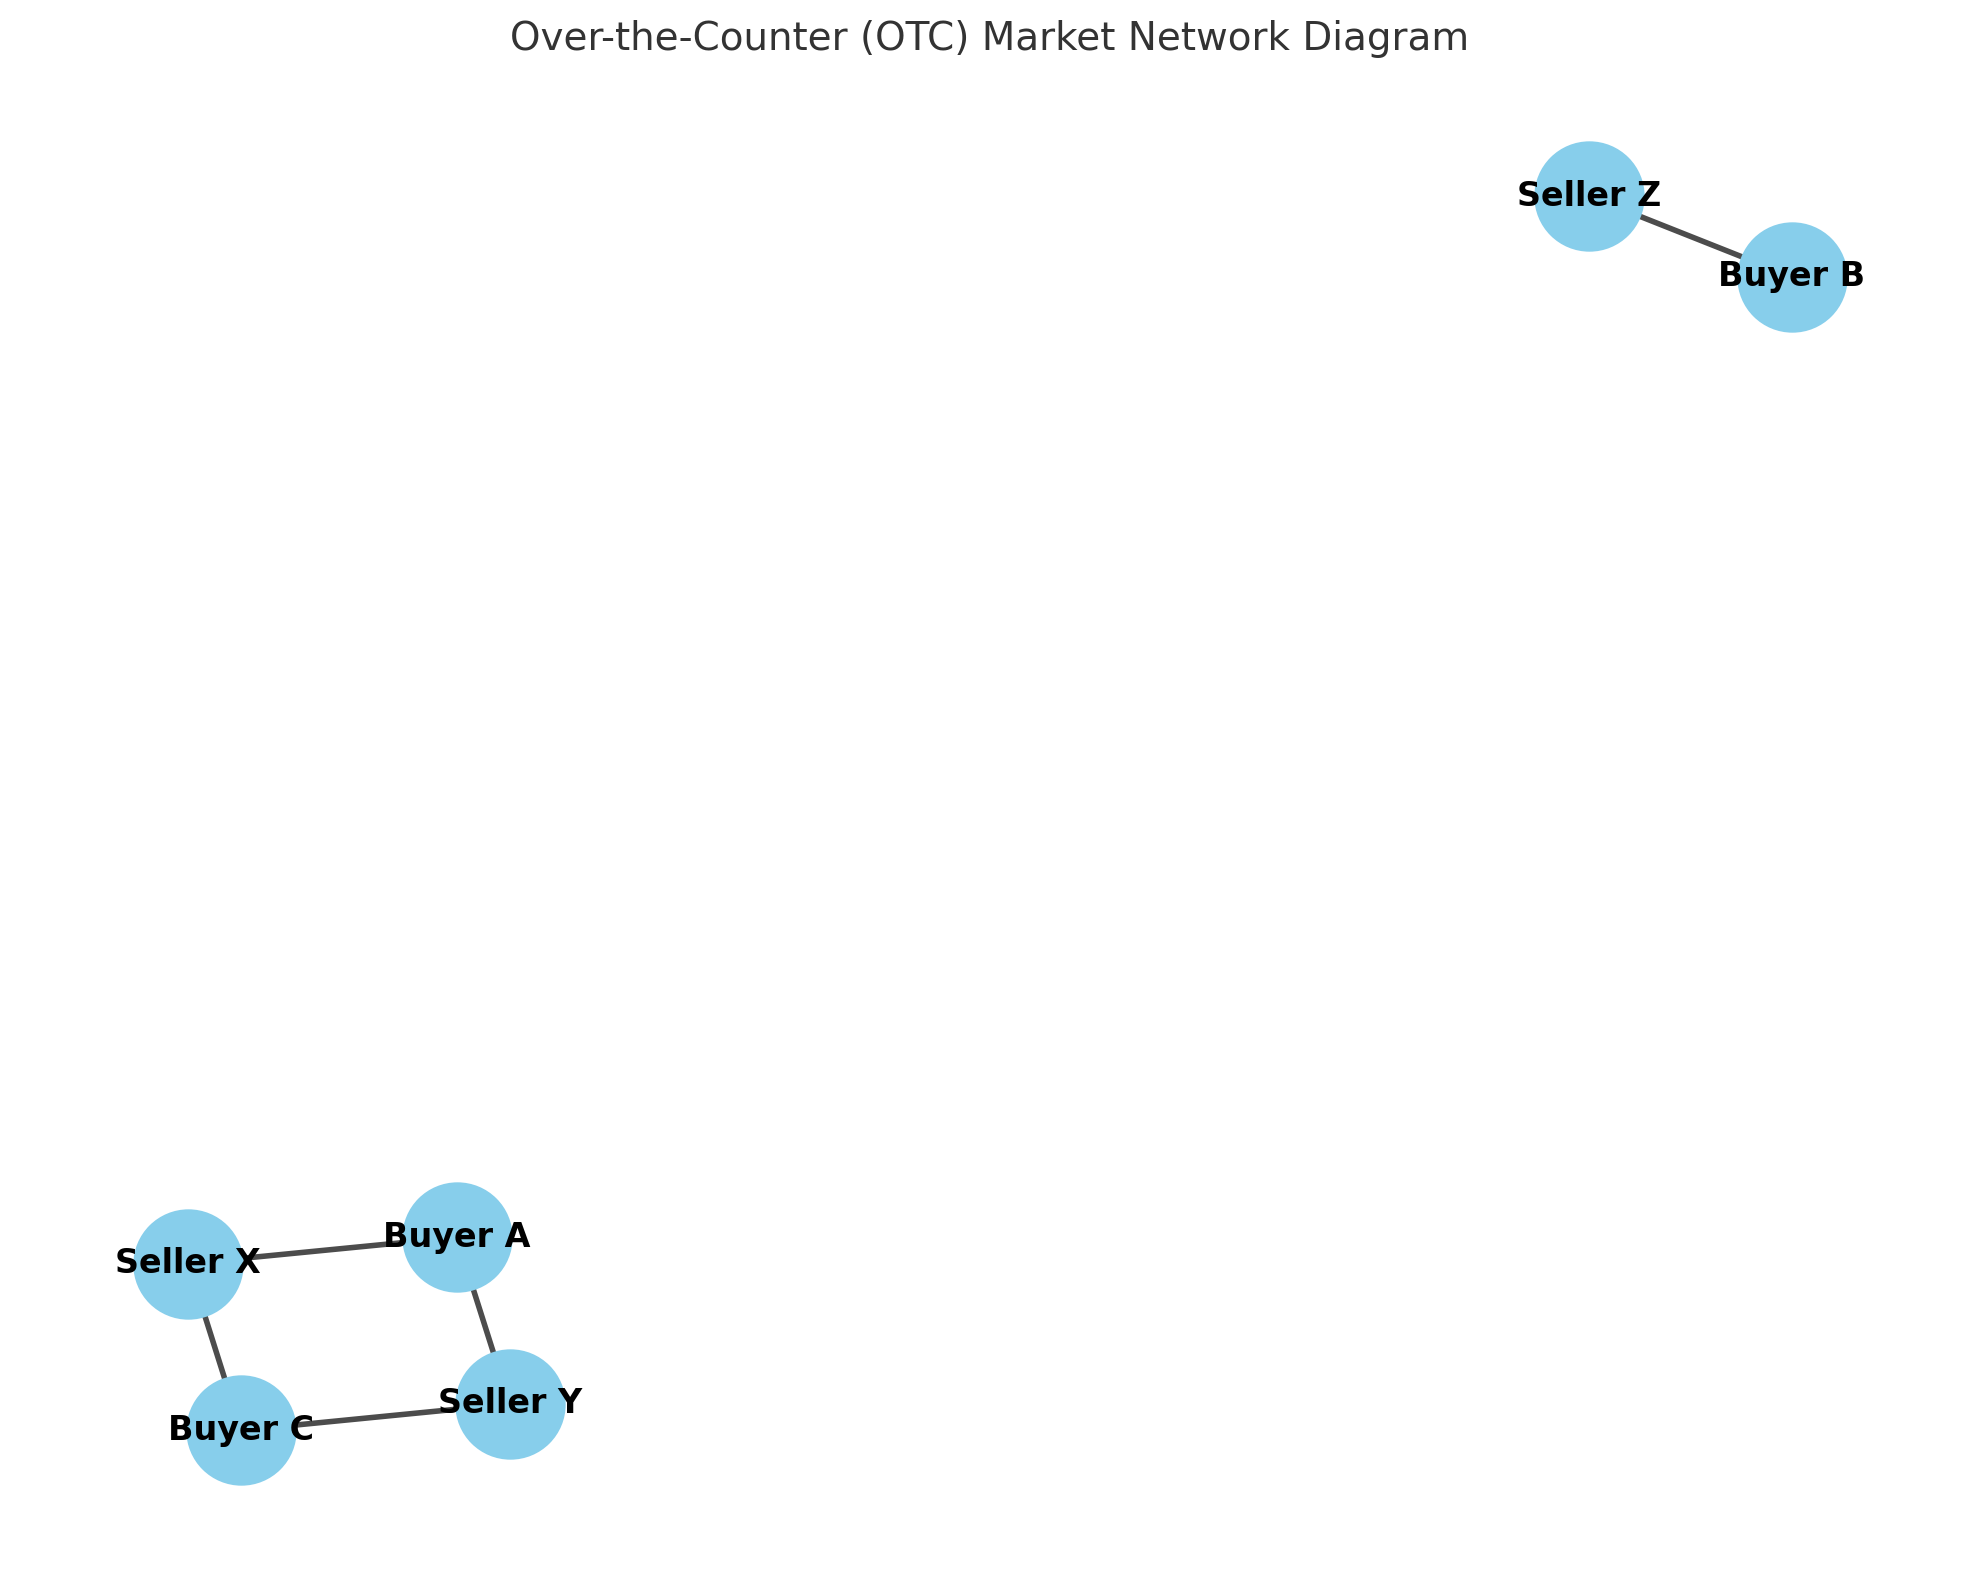 Over-the-Counter (OTC) Market Network Diagram
Seller Z
Buyer B
Buyer A
Seller X
Seller Y
Buyer C